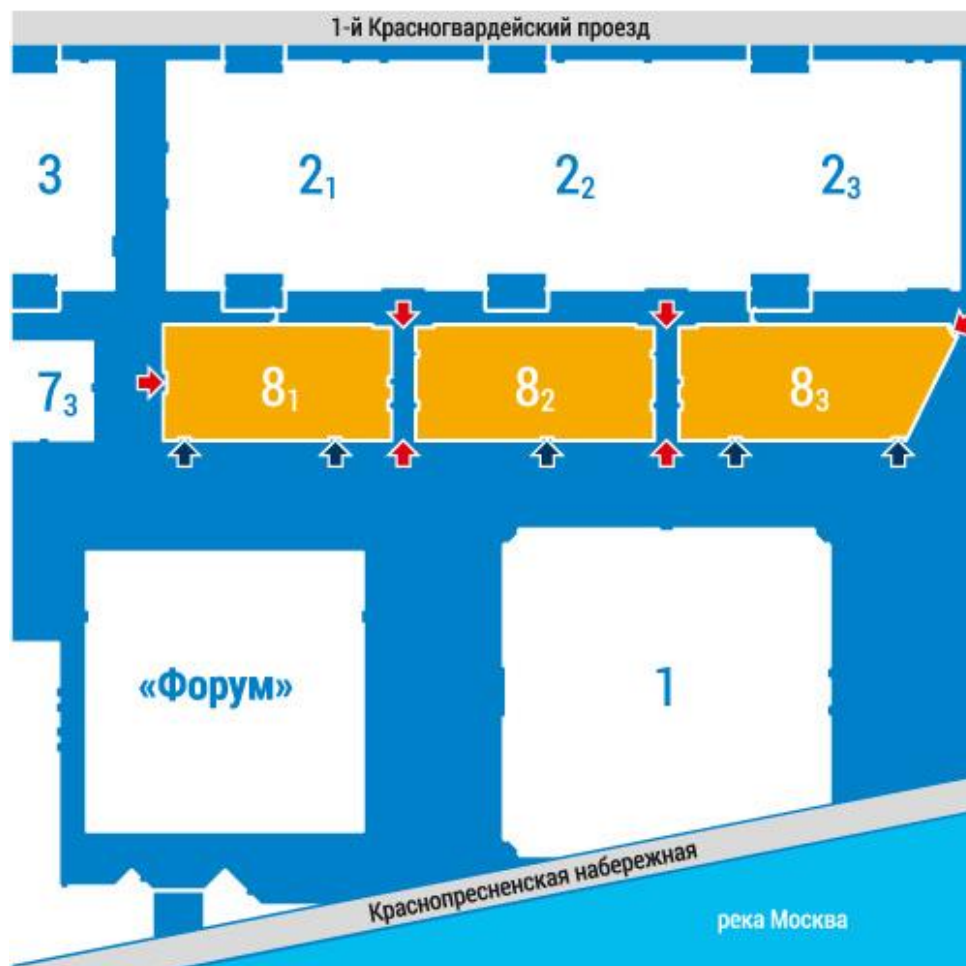 1-й Красногвардейский проезд
3
2₁
2₂
2₃
7₃
8₁
8₂
8₃
«Форум»
1
Краснопресненская набережная
река Москва